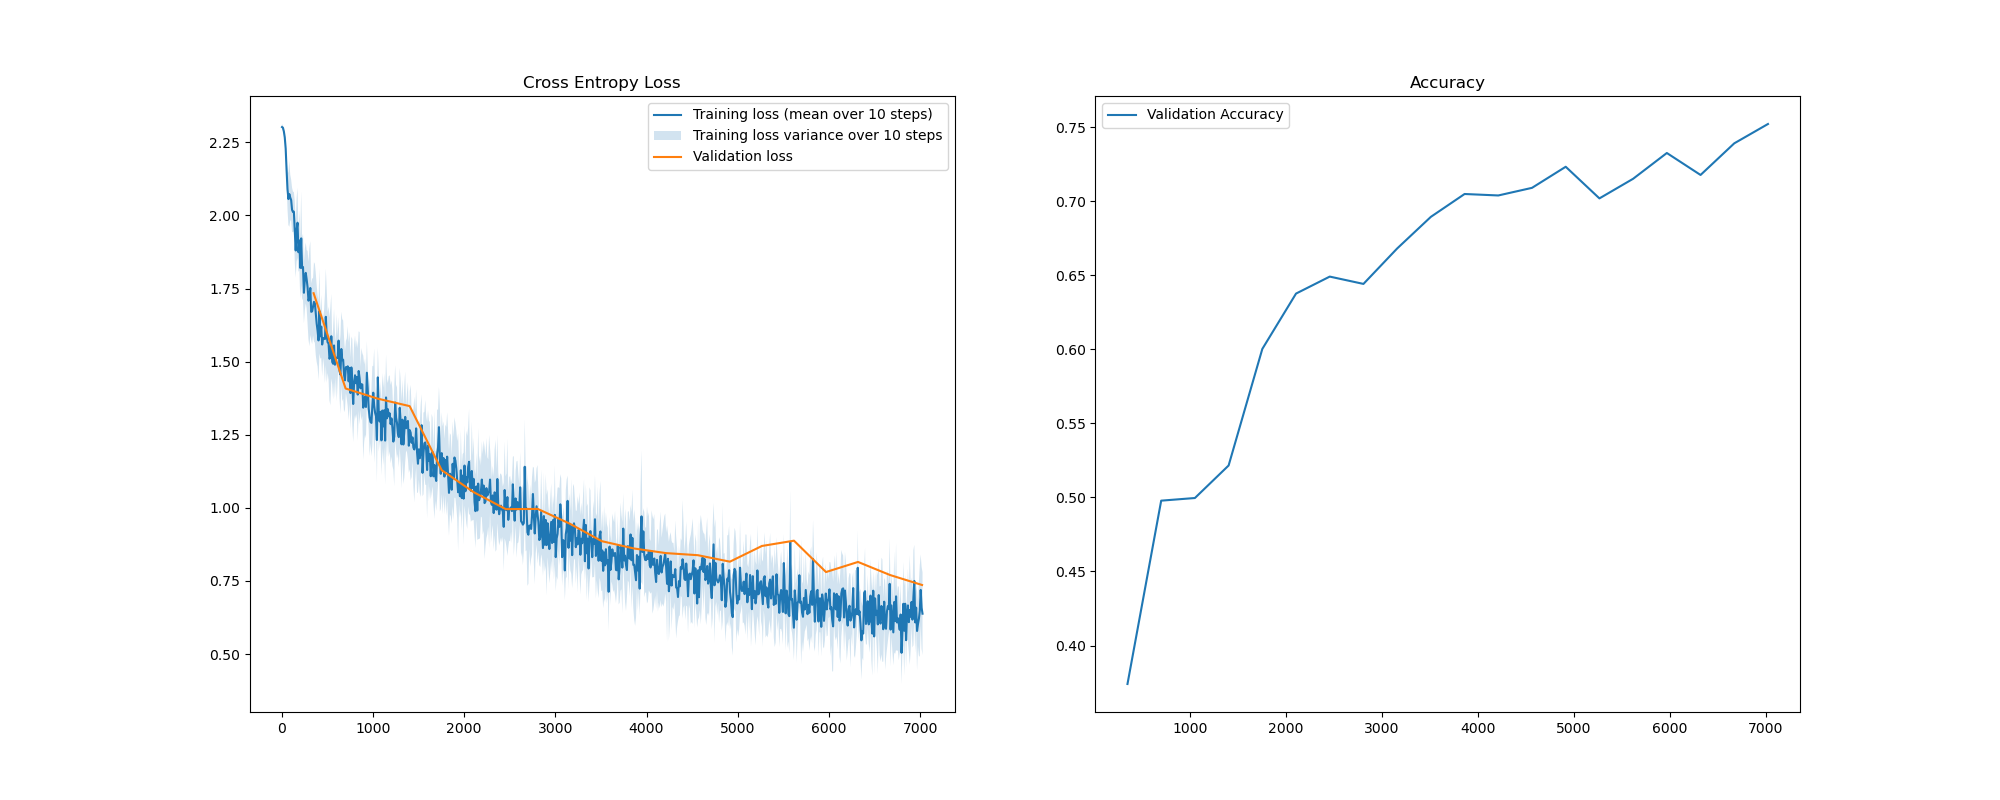 Cross Entropy Loss
Training loss (mean over 10 steps)
Training loss variance over 10 steps
Validation loss
2.25
2.00
1.75
1.50
1.25
1.00
0.75
0.50
0 1000 2000 3000 4000 5000 6000 7000
Accuracy
Validation Accuracy
0.75
0.70
0.65
0.60
0.55
0.50
0.45
0.40
1000 2000 3000 4000 5000 6000 7000